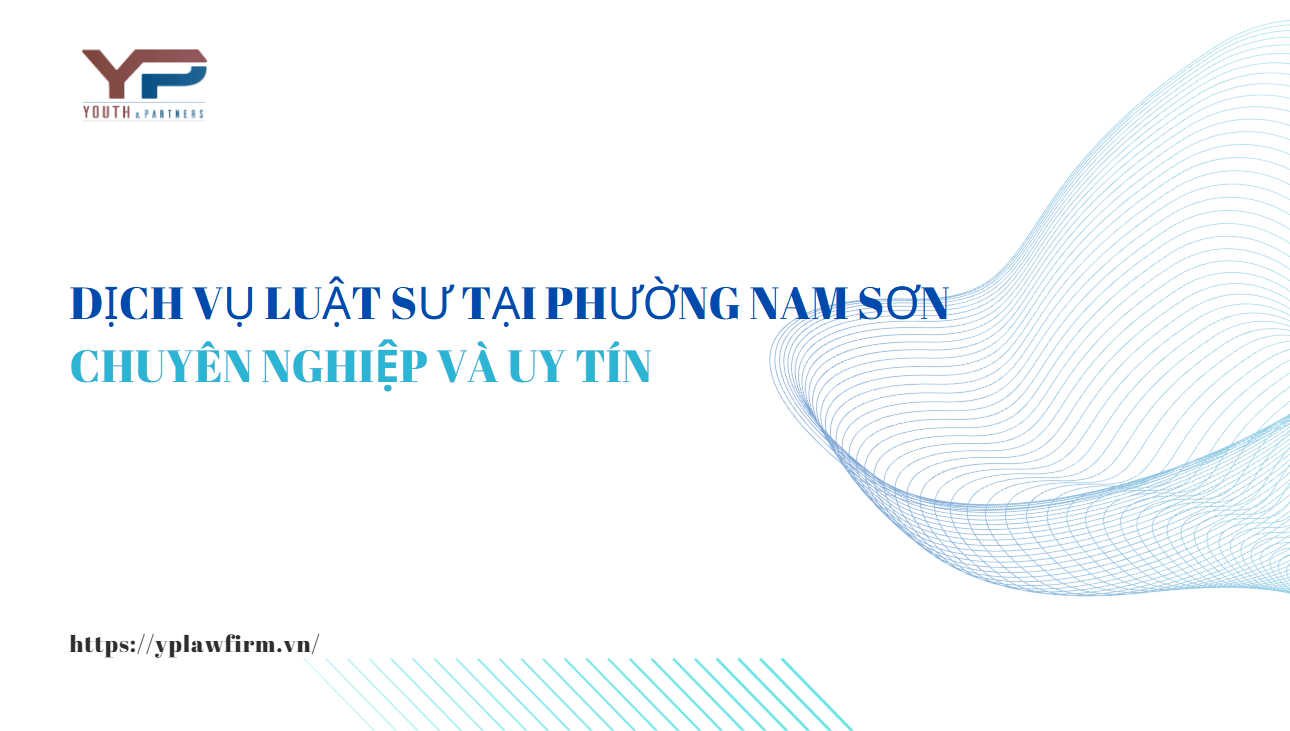 YP
YOUTH & PARTNERS
DỊCH VỤ LUẬT SƯ TẠI PHƯỜNG NAM SƠN
CHUYÊN NGHIỆP VÀ UY TÍN
https://yplawfirm.vn/